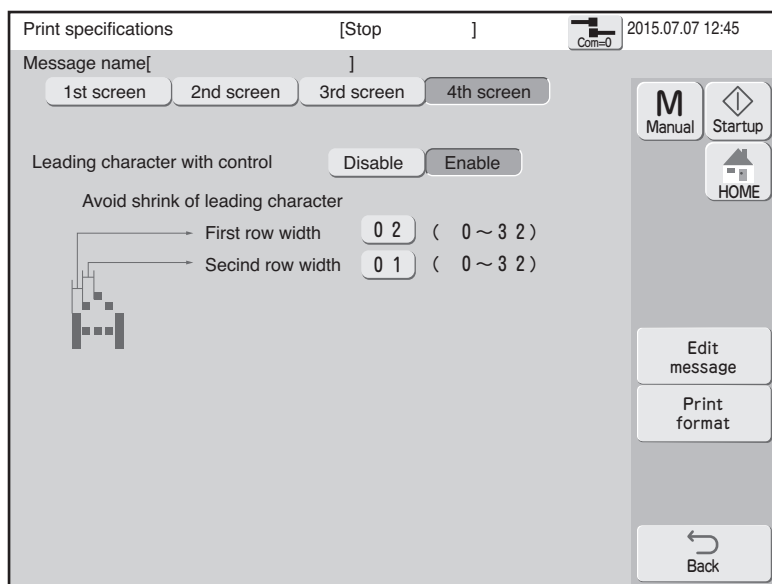 Print specifications [Stop ] Com=0 2015.07.07 12:45
Message name[ ]
1st screen 2nd screen 3rd screen 4th screen
M Manual Startup
Leading character with control Disable Enable
HOME
Avoid shrink of leading character
First row width 0 2 ( 0～3 2)
Secind row width 0 1 ( 0～3 2)
Edit
message
Print
format
Back